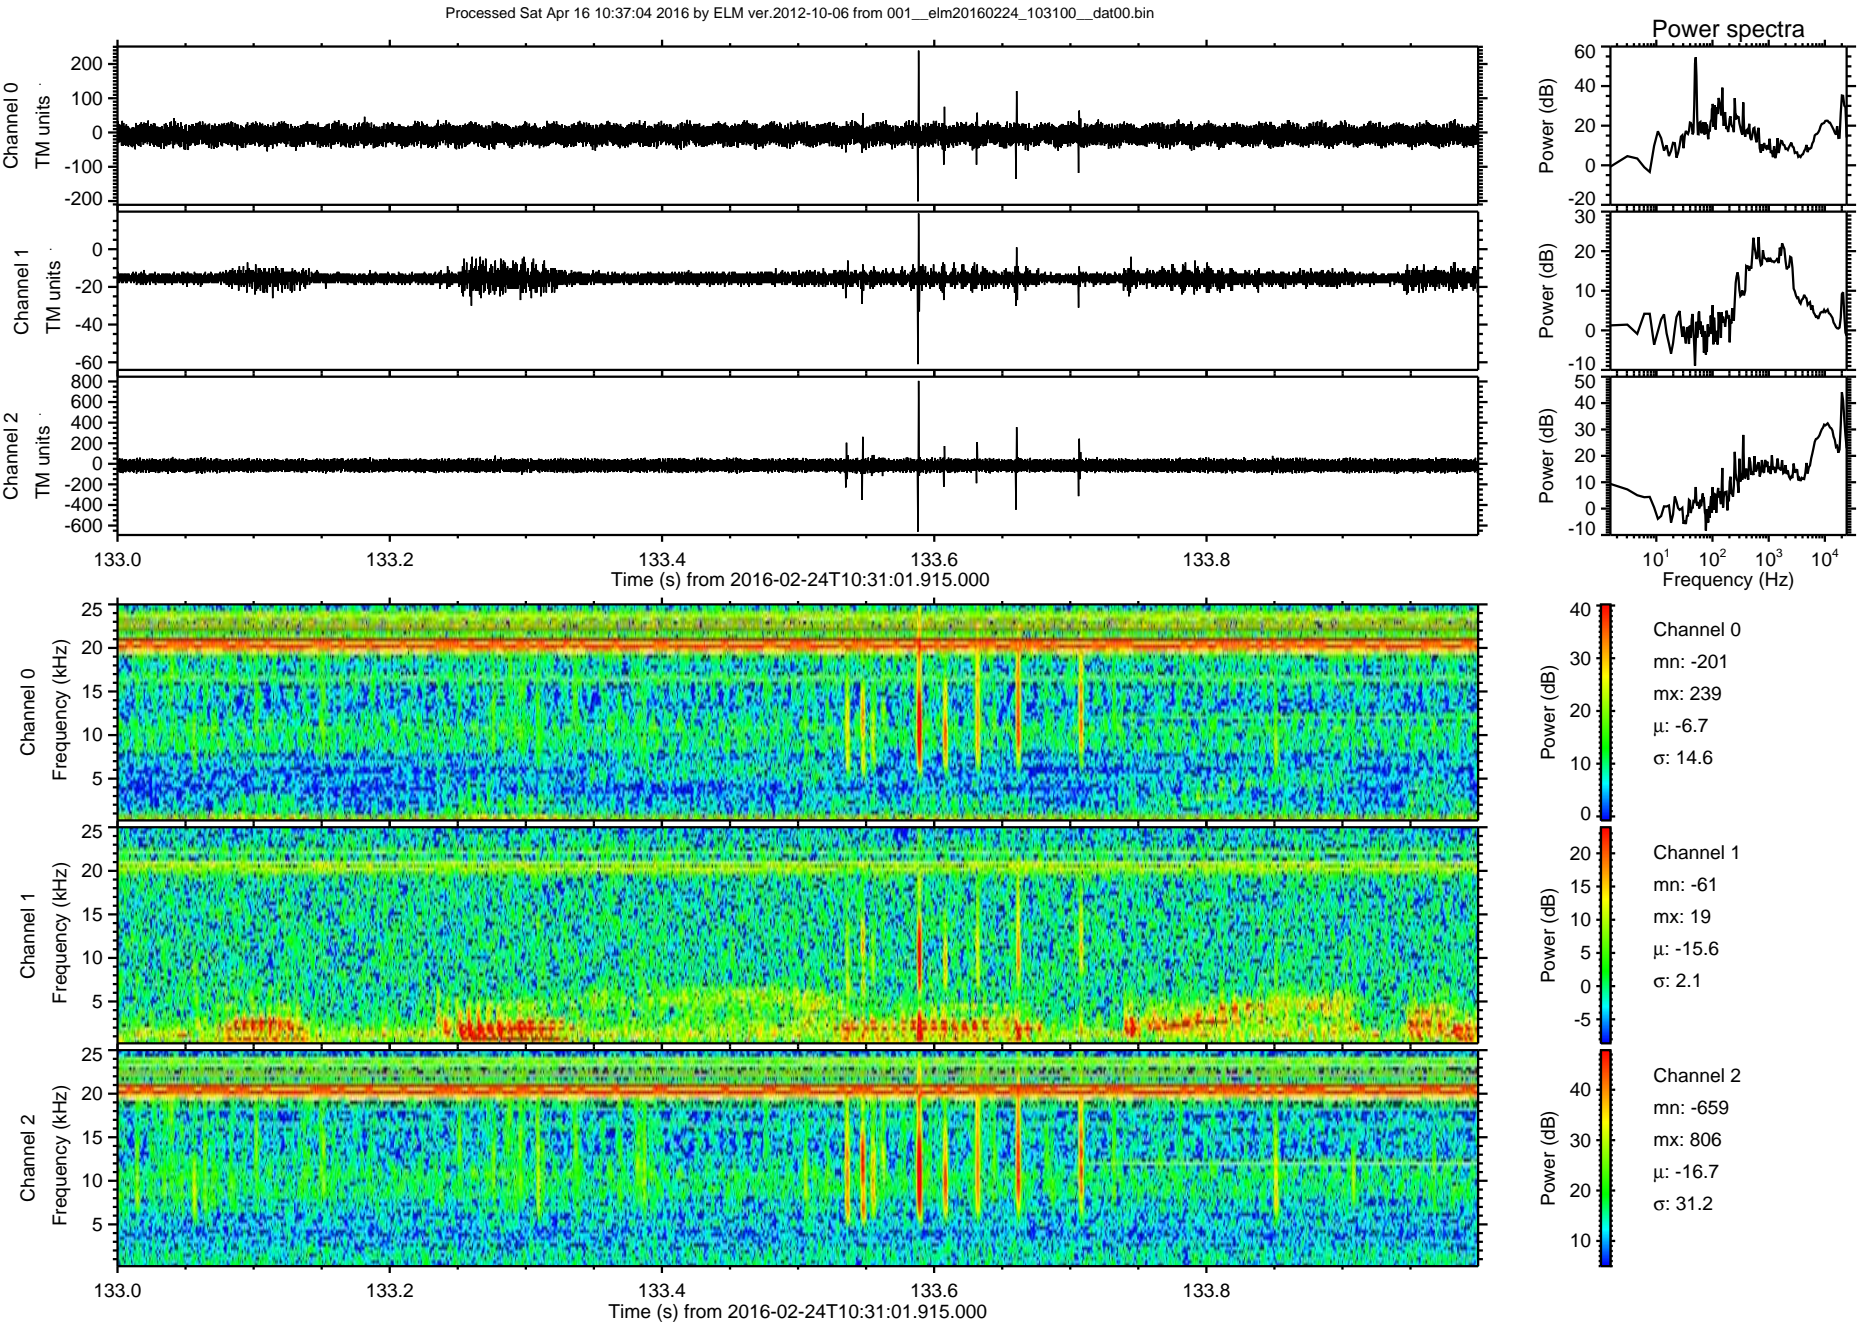 Processed Sat Apr 16 10:37:04 2016 by ELM ver.2012-10-06 from 001__elm20160224_103100__dat00.bin
Power spectra
Channel 0
TM units
200
100
0
-100
-200
Power (dB)
60
40
20
0
-20
Channel 1
TM units
0
-20
-40
-60
Power (dB)
30
20
10
0
-10
Channel 2
TM units
800
600
400
200
0
-200
-400
-600
Power (dB)
50
40
30
20
10
0
-10
133.0 133.2 133.4 133.6 133.8
Time (s) from 2016-02-24T10:31:01.915.000
10¹ 10² 10³ 10⁴
Frequency (Hz)
Channel 0
Frequency (kHz)
25
20
15
10
5
Power (dB)
40
30
20
10
0
Channel 0
mn: -201
mx: 239
μ: -6.7
σ: 14.6
Channel 1
Frequency (kHz)
25
20
15
10
5
Power (dB)
20
15
10
5
0
-5
Channel 1
mn: -61
mx: 19
μ: -15.6
σ: 2.1
Channel 2
Frequency (kHz)
25
20
15
10
5
Power (dB)
40
30
20
10
Channel 2
mn: -659
mx: 806
μ: -16.7
σ: 31.2
133.0 133.2 133.4 133.6 133.8
Time (s) from 2016-02-24T10:31:01.915.000